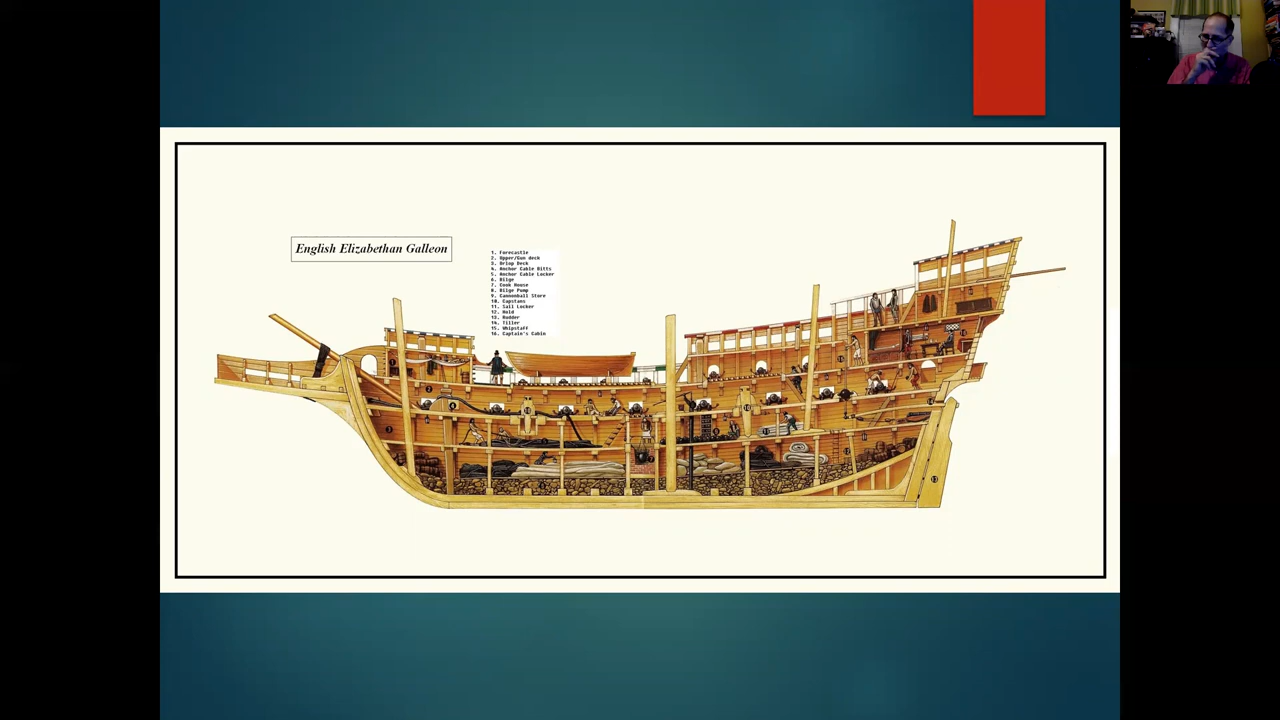 English Elizabethan Galleon
1. Forecastle
2. Upper/Gun deck
3. Orlop Deck
4. Anchor Cable Bitts
5. Anchor Cable Locker
6. Bilge
7. Cook House
8. Bilge Pump
9. Cannonball Store
10. Capstans
11. Sail Locker
12. Hold
13. Rudder
14. Tiller
15. Whipstaff
16. Captain's Cabin